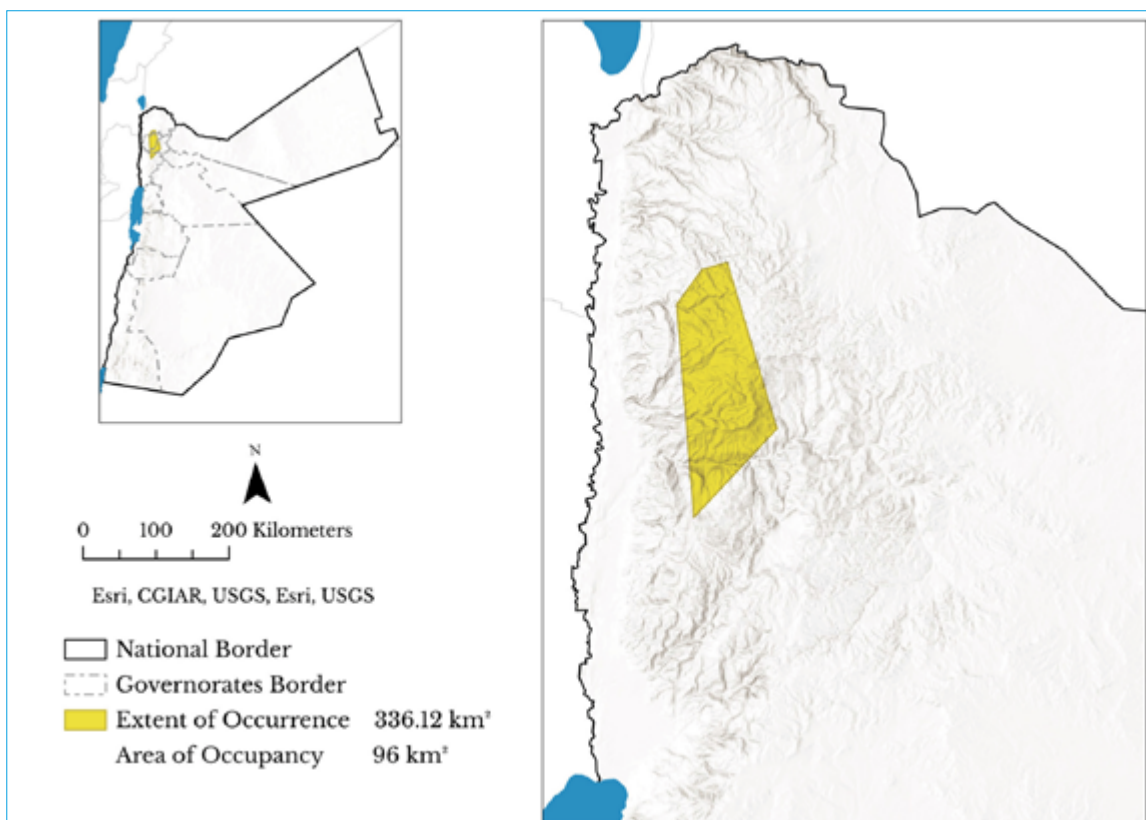 N
0 100 200 Kilometers
Esri, CGIAR, USGS, Esri, USGS
National Border
Governorates Border
Extent of Occurrence 336.12 km²
Area of Occupancy 96 km²